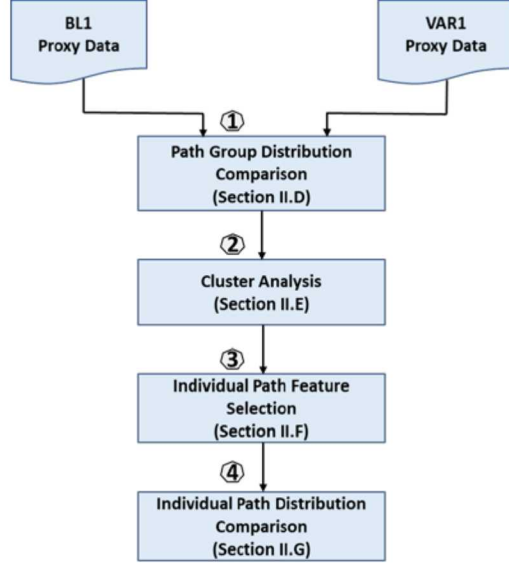 BL1
Proxy Data
VAR1
Proxy Data
1
Path Group Distribution
Comparison
(Section II.D)
2
Cluster Analysis
(Section II.E)
3
Individual Path Feature
Selection
(Section II.F)
4
Individual Path Distribution
Comparison
(Section II.G)